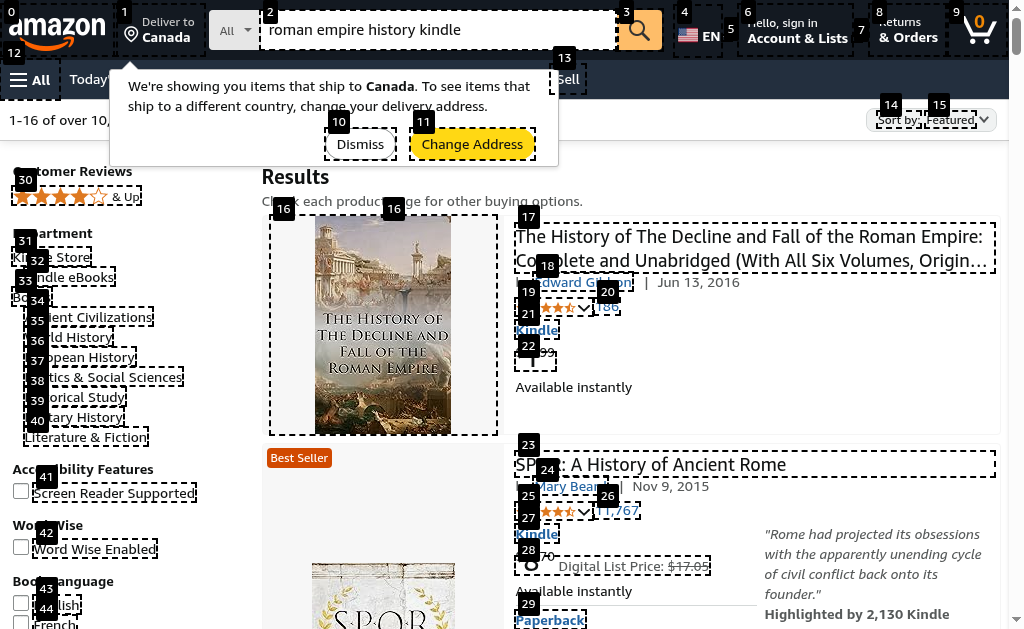 amazon
Deliver to
Canada
All
roman empire history kindle
EN
Hello, sign in
Account & Lists
Returns
& Orders
0
All
Today'
Sell
We're showing you items that ship to Canada. To see items that
ship to a different country, change your delivery address.
Dismiss
Change Address
1-16 of over 10,
Sort by: Featured
Customer Reviews
& Up
Results
Check each product page for other buying options.
The History of The Decline and Fall of the Roman Empire:
Complete and Unabridged (With All Six Volumes, Origin…
Edward Gibbon | Jun 13, 2016
186
Kindle
Available instantly
THE HISTORY OF
THE DECLINE AND
FALL OF THE
ROMAN EMPIRE
Department
Kindle Store
Kindle eBooks
Ancient Civilizations
World History
European History
Politics & Social Sciences
Historical Study
Military History
Literature & Fiction
Accessibility Features
Screen Reader Supported
Word Wise
Word Wise Enabled
Book Language
English
French
Best Seller
SPQR: A History of Ancient Rome
Mary Beard | Nov 9, 2015
11,767
Kindle
Digital List Price: $17.05
Available instantly
Paperback
"Rome had projected its obsessions
with the apparently unending cycle
of civil conflict back onto its
founder."
Highlighted by 2,130 Kindle
SPQR
0
1
2
3
4
5
6
7
8
9
10
11
12
13
14
15
16
16
17
18
19
20
21
22
23
24
25
26
27
28
29
30
31
32
33
34
35
36
37
38
39
40
41
42
43
44